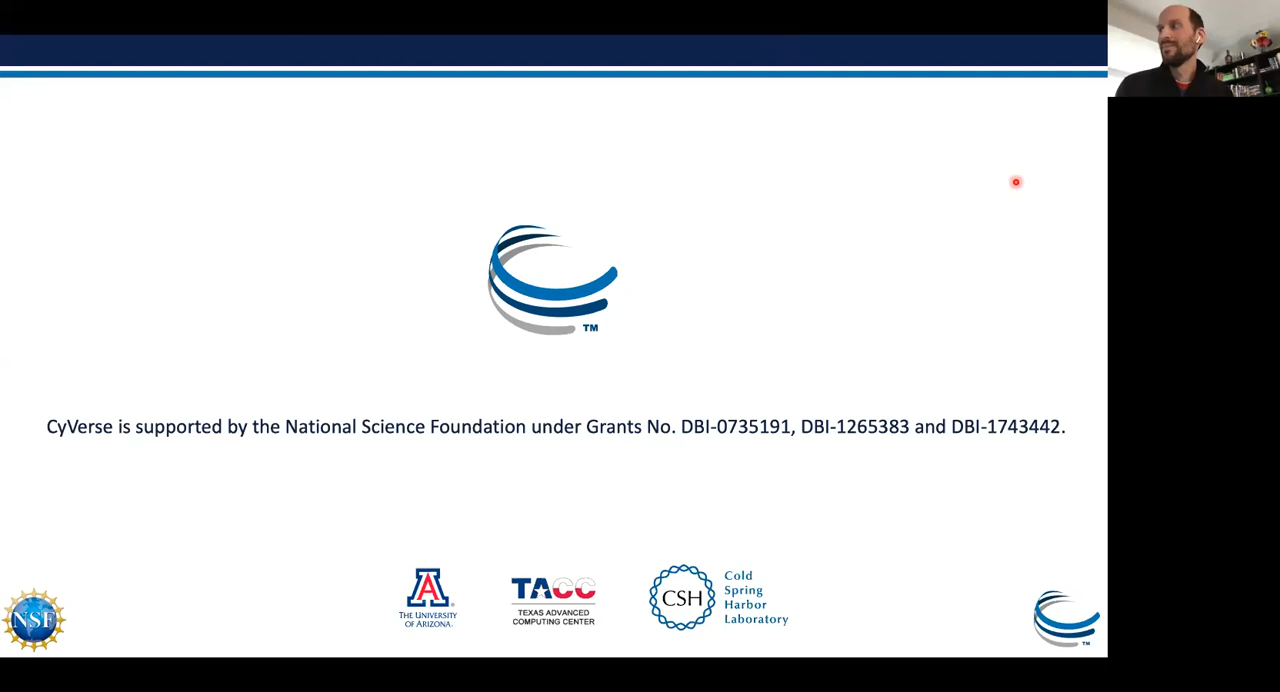 TM
CyVerse is supported by the National Science Foundation under Grants No. DBI-0735191, DBI-1265383 and DBI-1743442.
NSF
A
THE UNIVERSITY
OF ARIZONA.
TACC
TEXAS ADVANCED
COMPUTING CENTER
CSH
Cold
Spring
Harbor
Laboratory
TM